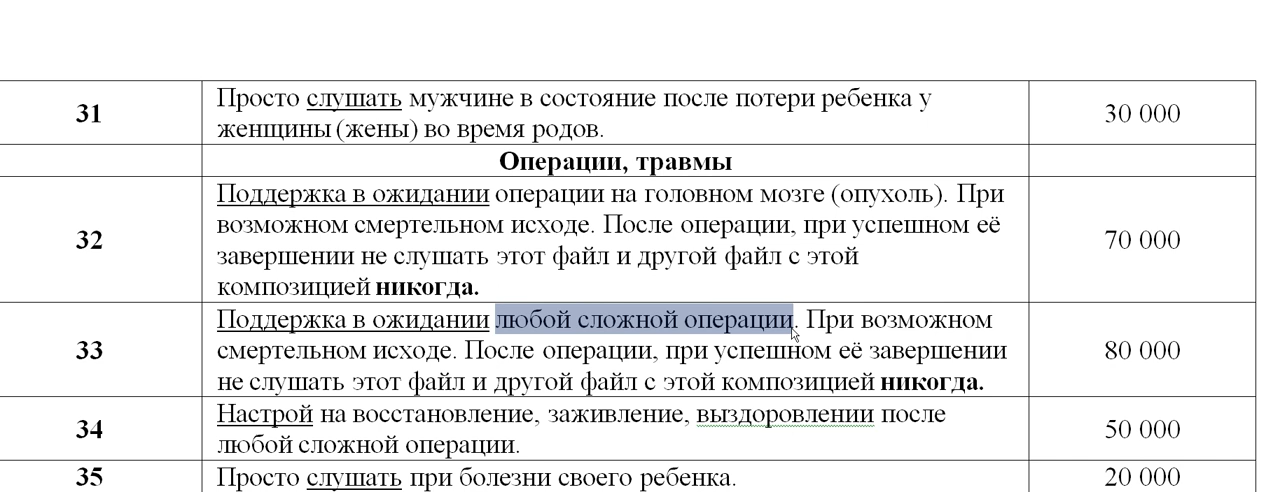 31 Просто слушать мужчине в состояние после потери ребенка у 30 000
женщины (жены) во время родов.
Операции, травмы
32 Поддержка в ожидании операции на головном мозге (опухоль). При 70 000
возможном смертельном исходе. После операции, при успешном её
завершении не слушать этот файл и другой файл с этой
композицией никогда.
33 Поддержка в ожидании любой сложной операции. При возможном 80 000
смертельном исходе. После операции, при успешном её завершении
не слушать этот файл и другой файл с этой композицией никогда.
34 Настрой на восстановление, заживление, выздоровлении после 50 000
любой сложной операции.
35 Просто слушать при болезни своего ребенка. 20 000